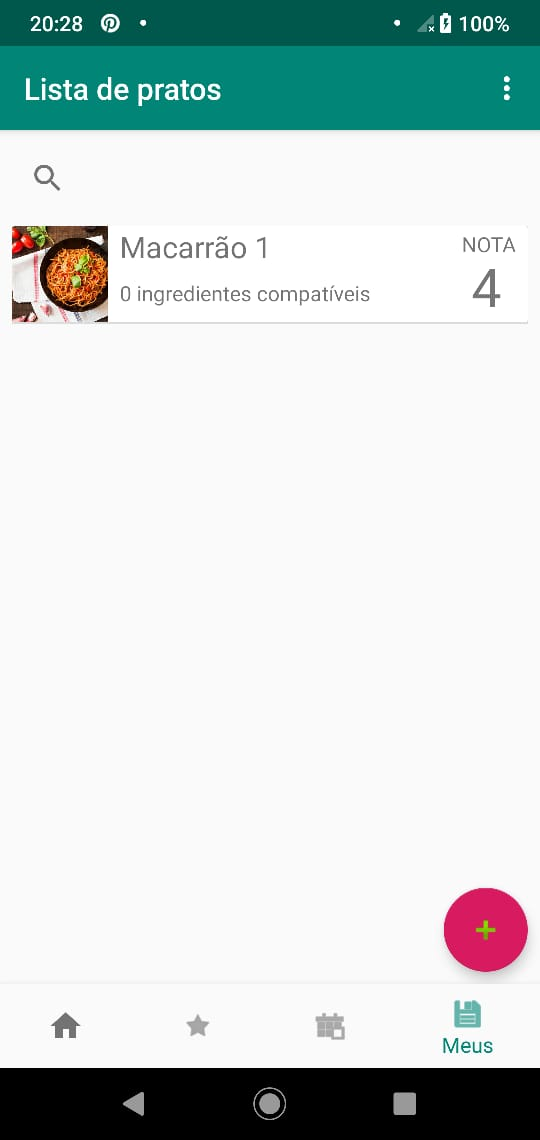 20:28 100%
Lista de pratos
Macarrão 1
NOTA
0 ingredientes compatíveis
4
Meus